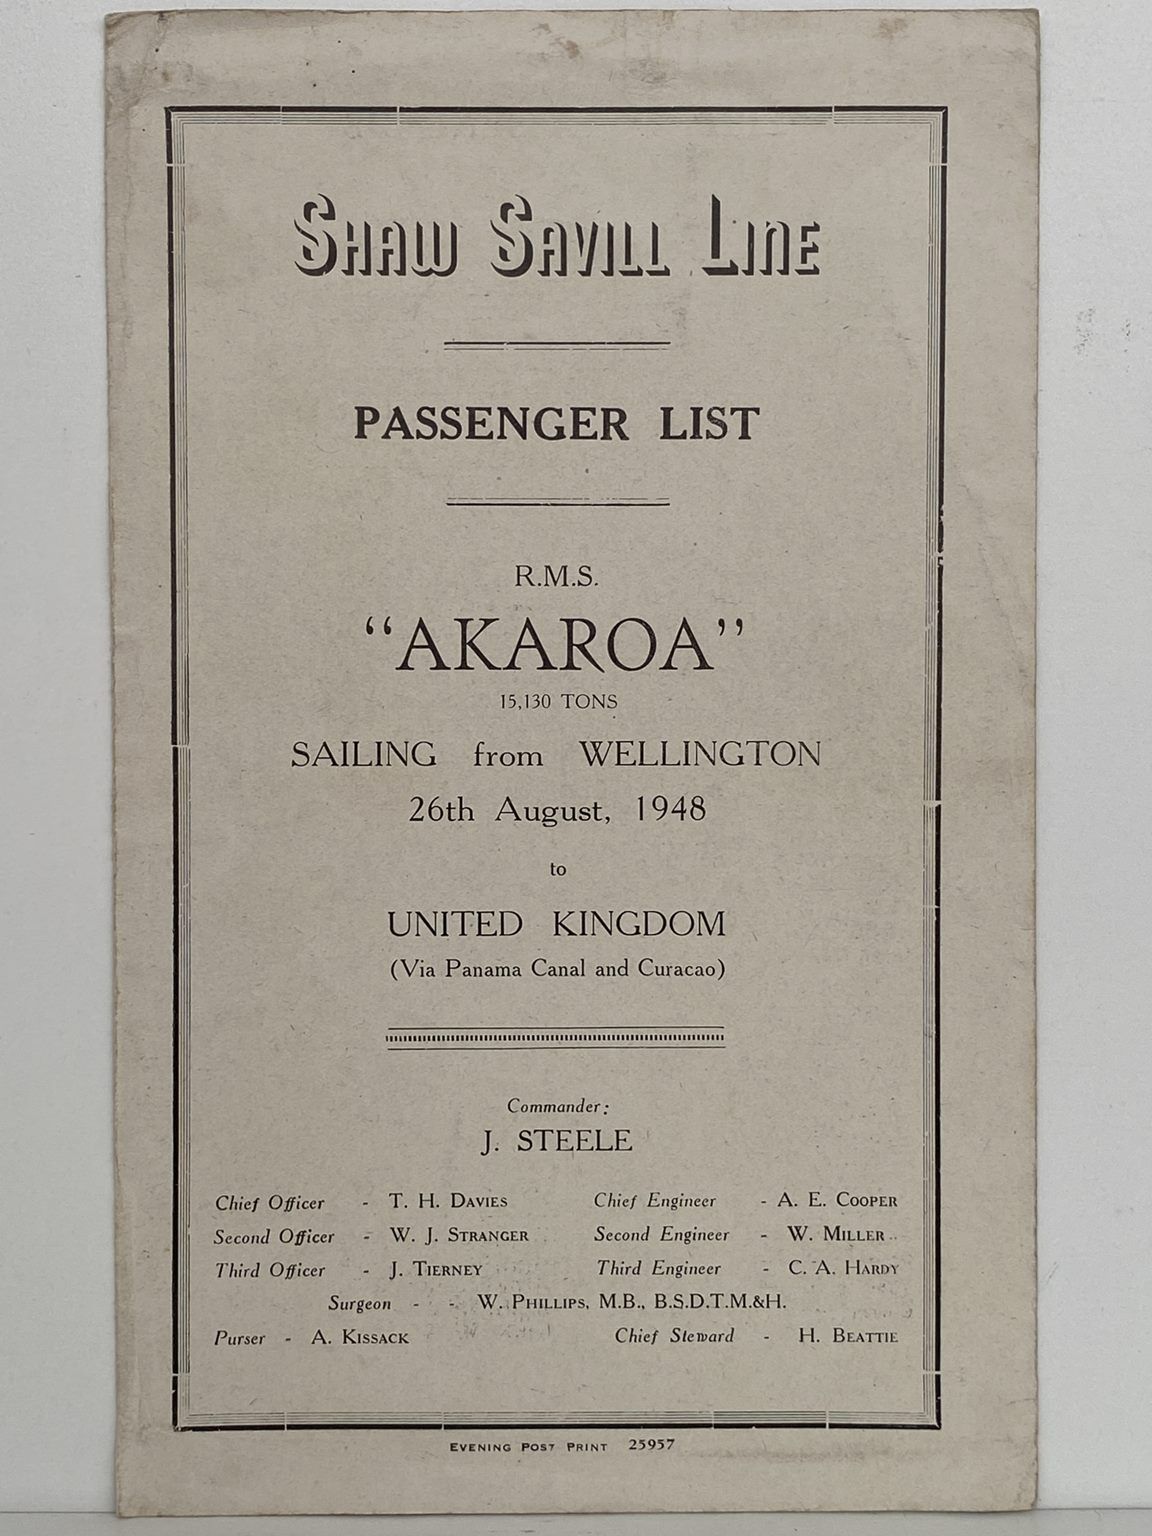 SHAW SAVILL LINE
PASSENGER LIST
R.M.S.
“AKAROA”
15,130 TONS
SAILING from WELLINGTON
26th August, 1948
to
UNITED KINGDOM
(Via Panama Canal and Curacao)
Commander:
J. STEELE
Chief Officer - T. H. DAVIES Chief Engineer - A. E. COOPER
Second Officer - W. J. STRANGER Second Engineer - W. MILLER
Third Officer - J. TIERNEY Third Engineer - C. A. HARDY
Surgeon - - W. PHILLIPS, M.B., B.S.D.T.M.&H.
Purser - A. KISSACK Chief Steward - H. BEATTIE
EVENING POST PRINT 25957